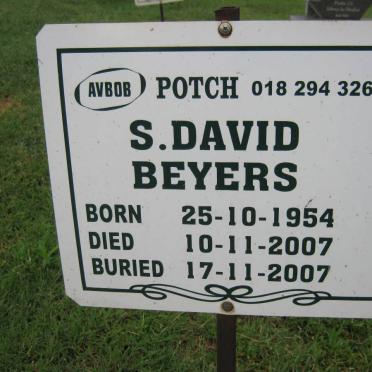 AVBOB POTCH 018 294 326
S.DAVID
BEYERS
BORN 25-10-1954
DIED 10-11-2007
BURIED 17-11-2007